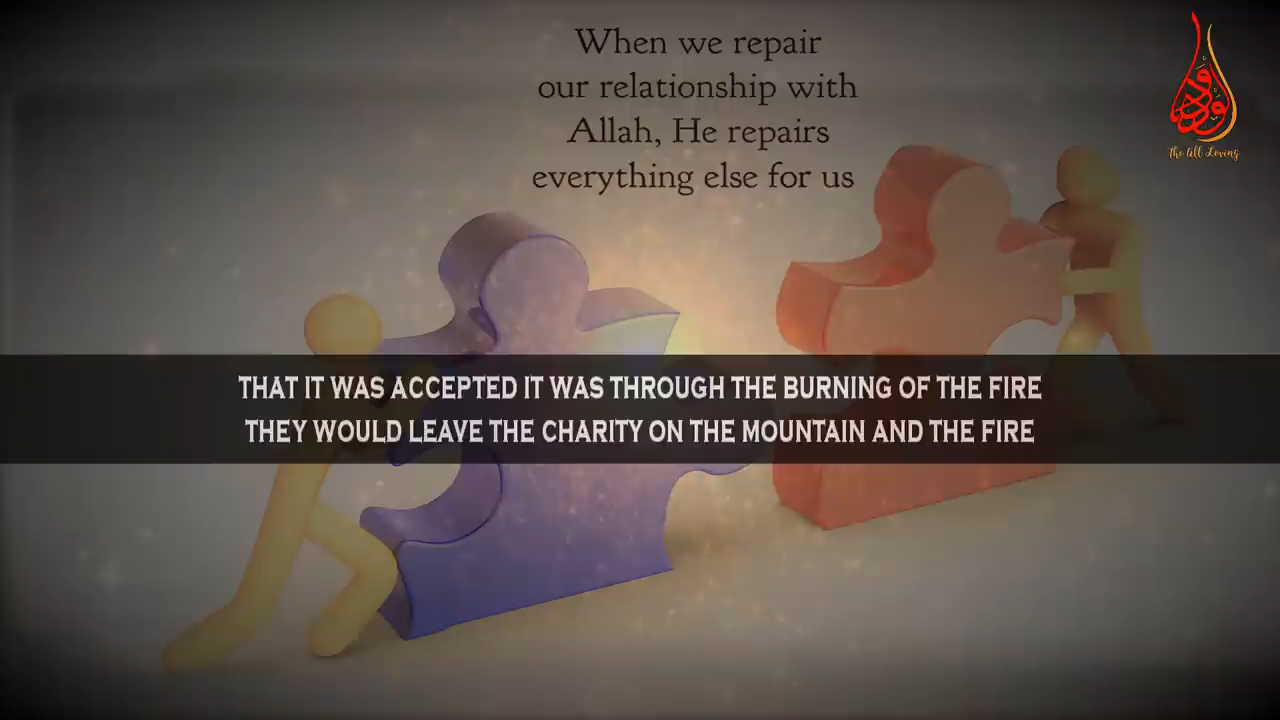 When we repair
our relationship with
Allah, He repairs
everything else for us
الودود
The All Loving
THAT IT WAS ACCEPTED IT WAS THROUGH THE BURNING OF THE FIRE
THEY WOULD LEAVE THE CHARITY ON THE MOUNTAIN AND THE FIRE